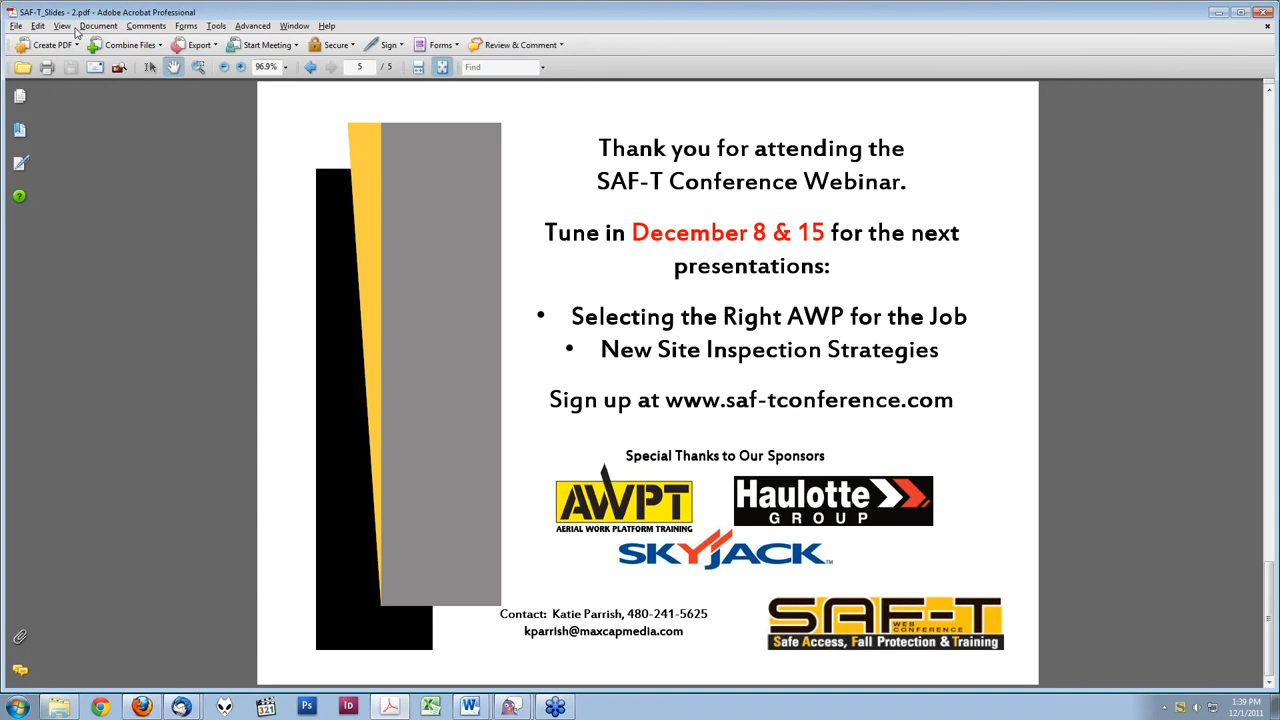 SAF-T_Slides - 2.pdf - Adobe Acrobat Professional
File Edit View Document Comments Forms Tools Advanced Window Help
Create PDF Combine Files Export Start Meeting Secure Sign Forms Review & Comment
96.9% 5 / 5 Find
Thank you for attending the
SAF-T Conference Webinar.
Tune in December 8 & 15 for the next
presentations:
• Selecting the Right AWP for the Job
• New Site Inspection Strategies
Sign up at www.saf-tconference.com
Special Thanks to Our Sponsors
AWPT
AERIAL WORK PLATFORM TRAINING
Haulotte
GROUP
SKYJACK™
Contact: Katie Parrish, 480-241-5625
kparrish@maxcapmedia.com
SAF-T
WEB
CONFERENCE
Safe Access, Fall Protection & Training
321
Ps
Id
W
1:39 PM
12/1/2011